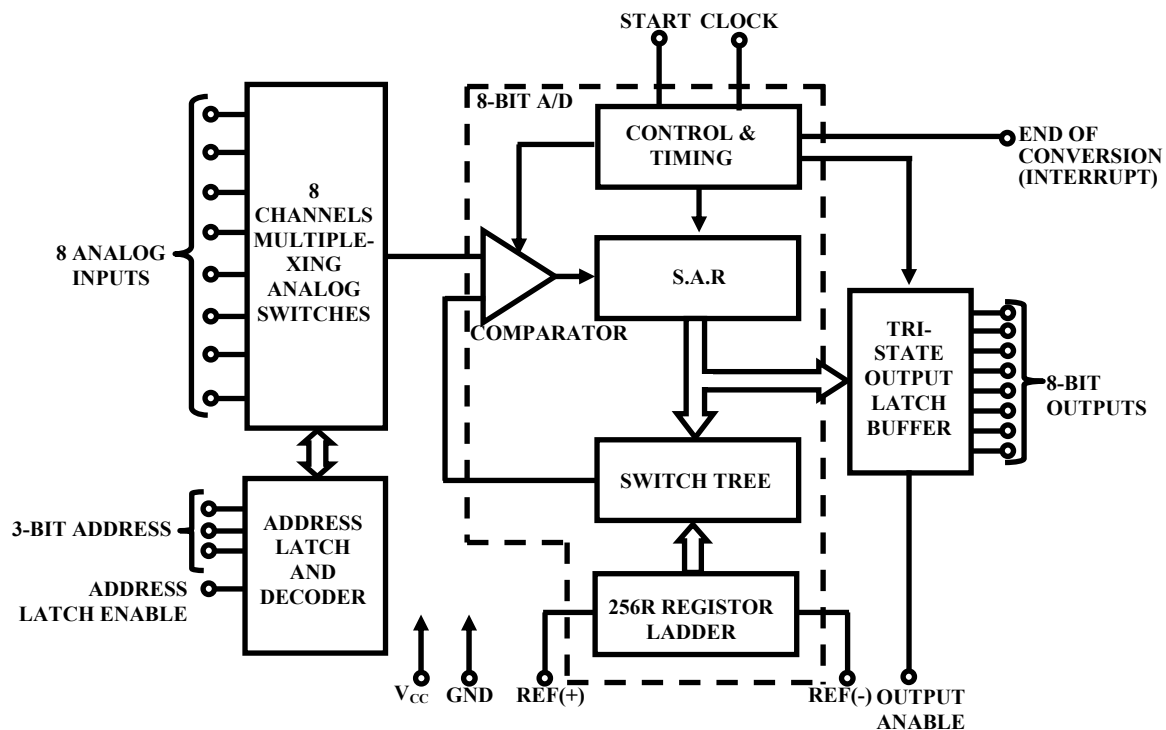 START CLOCK
8-BIT A/D
CONTROL &
TIMING
END OF
CONVERSION
(INTERRUPT)
8 ANALOG
INPUTS
8
CHANNELS
MULTIPLE-
XING
ANALOG
SWITCHES
S.A.R
COMPARATOR
TRI-
STATE
OUTPUT
LATCH
BUFFER
8-BIT
OUTPUTS
SWITCH TREE
3-BIT ADDRESS
ADDRESS
LATCH ENABLE
ADDRESS
LATCH
AND
DECODER
256R REGISTOR
LADDER
VCC
GND
REF(+)
REF(-)
OUTPUT
ANABLE